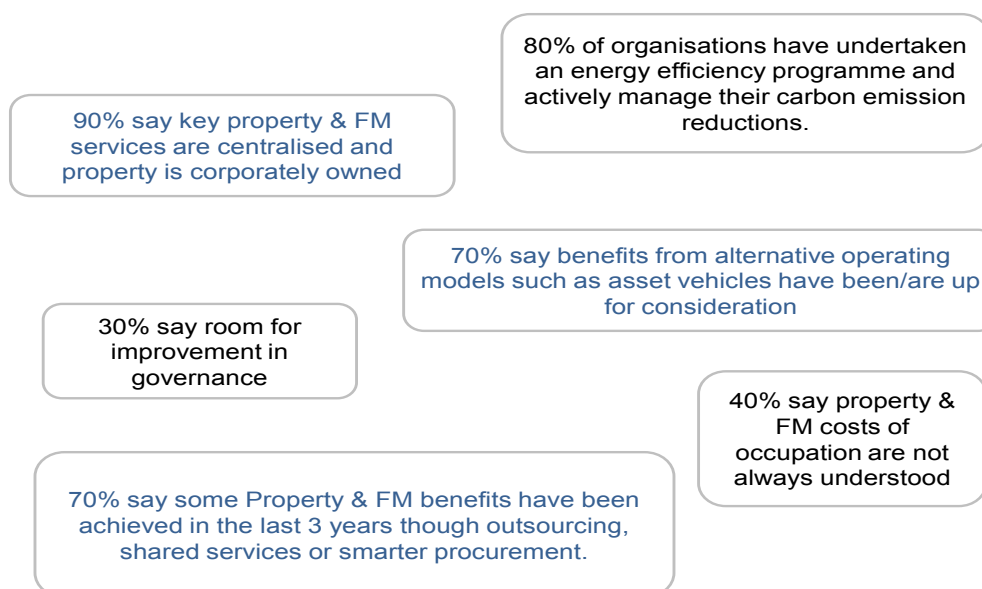 80% of organisations have undertaken
an energy efficiency programme and
actively manage their carbon emission
reductions.
90% say key property & FM
services are centralised and
property is corporately owned
70% say benefits from alternative operating
models such as asset vehicles have been/are up
for consideration
30% say room for
improvement in
governance
40% say property &
FM costs of
occupation are not
always understood
70% say some Property & FM benefits have been
achieved in the last 3 years though outsourcing,
shared services or smarter procurement.